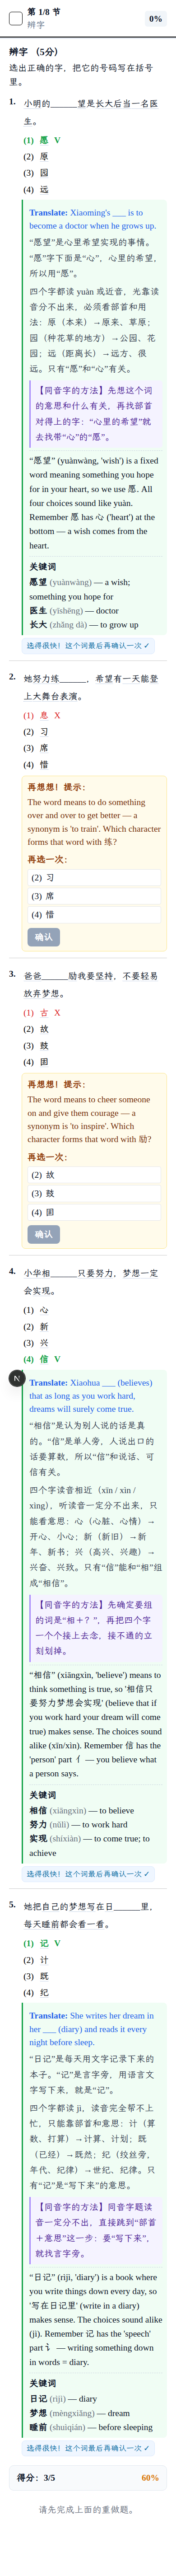 第 1/8 节
辨字
0%
辨字 （5分）
选出正确的字，把它的号码写在括号
里。
1. 小明的______望是长大后当一名医
生。
(1) 愿 V
(2) 原
(3) 园
(4) 远
Translate: Xiaoming's ___ is to
become a doctor when he grows up.
“愿望”是心里希望实现的事情。
“愿”字下面是“心”，心里的希望，
所以用“愿”。
四个字都读 yuàn 或近音，光靠读
音分不出来，必须看部首和用
法：原（本来）→原来、草原；
园（种花草的地方）→公园、花
园；远（距离长）→远方、很
远。只有“愿”和“心”有关。
【同音字的方法】先想这个词
的意思和什么有关，再找部首
对得上的字：“心里的希望”就
去找带“心”的“愿”。
“愿望” (yuànwàng, 'wish') is a fixed
word meaning something you hope
for in your heart, so we use 愿. All
four choices sound like yuàn.
Remember 愿 has 心 ('heart') at the
bottom — a wish comes from the
heart.
关键词
愿望 (yuànwàng) — a wish;
something you hope for
医生 (yīshēng) — doctor
长大 (zhǎng dà) — to grow up
选得很快！这个词最后再确认一次 ✓
2. 她努力练______，希望有一天能登
上大舞台表演。
(1) 息 X
(2) 习
(3) 席
(4) 惜
再想想！提示：
The word means to do something
over and over to get better — a
synonym is 'to train'. Which character
forms that word with 练?
再选一次：
(2) 习
(3) 席
(4) 惜
确认
3. 爸爸______励我要坚持，不要轻易
放弃梦想。
(1) 古 X
(2) 故
(3) 鼓
(4) 固
再想想！提示：
The word means to cheer someone
on and give them courage — a
synonym is 'to inspire'. Which
character forms that word with 励?
再选一次：
(2) 故
(3) 鼓
(4) 固
确认
4. 小华相______只要努力，梦想一定
会实现。
(1) 心
(2) 新
(3) 兴
(4) 信 V
N
Translate: Xiaohua ___ (believes)
that as long as you work hard,
dreams will surely come true.
“相信”是认为别人说的话是真
的。“信”是单人旁，人说出口的
话要算数，所以“信”和说话、可
信有关。
四个字读音相近（xīn / xìn /
xìng），听读音一定分不出来，只
能看意思：心（心脏、心情）→
开心、小心；新（新旧）→新
年、新书；兴（高兴、兴趣）→
兴奋、兴致。只有“信”能和“相”组
成“相信”。
【同音字的方法】先确定要组
的词是“相＋？”，再把四个字
一个个接上去念，接不通的立
刻划掉。
“相信” (xiāngxìn, 'believe') means to
think something is true, so '相信只
要努力梦想会实现' (believe that if
you work hard your dream will come
true) makes sense. The choices sound
alike (xīn/xìn). Remember 信 has the
'person' part 亻 — you believe what
a person says.
关键词
相信 (xiāngxìn) — to believe
努力 (nǔlì) — to work hard
实现 (shíxiàn) — to come true; to
achieve
选得很快！这个词最后再确认一次 ✓
5. 她把自己的梦想写在日______里，
每天睡前都会看一看。
(1) 记 V
(2) 计
(3) 既
(4) 纪
Translate: She writes her dream in
her ___ (diary) and reads it every
night before sleep.
“日记”是每天用文字记录下来的
本子。“记”是言字旁，用语言文
字写下来，就是“记”。
四个字都读 jì，读音完全帮不上
忙，只能靠部首和意思：计（算
数、打算）→计算、计划；既
（已经）→既然；纪（绞丝旁，
年代、纪律）→世纪、纪律。只
有“记”是“写下来”的意思。
【同音字的方法】同音字题读
音一定分不出，直接跳到“部首
＋意思”这一步：要“写下来”，
就找言字旁。
“日记” (rìjì, 'diary') is a book where
you write things down every day, so
'写在日记里' (write in a diary)
makes sense. The choices sound alike
(jì). Remember 记 has the 'speech'
part 讠 — writing something down
in words = diary.
关键词
日记 (rìjì) — diary
梦想 (mèngxiǎng) — dream
睡前 (shuìqián) — before sleeping
选得很快！这个词最后再确认一次 ✓
得分：3/5
60%
请先完成上面的重做题。